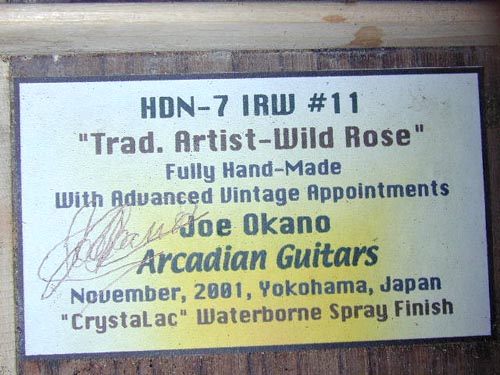 HDN-7 IRW #11
"Trad. Artist-Wild Rose"
Fully Hand-Made
With Advanced Vintage Appointments
Joe Okano
Arcadian Guitars
November, 2001, Yokohama, Japan
"CrystaLac" Waterborne Spray Finish